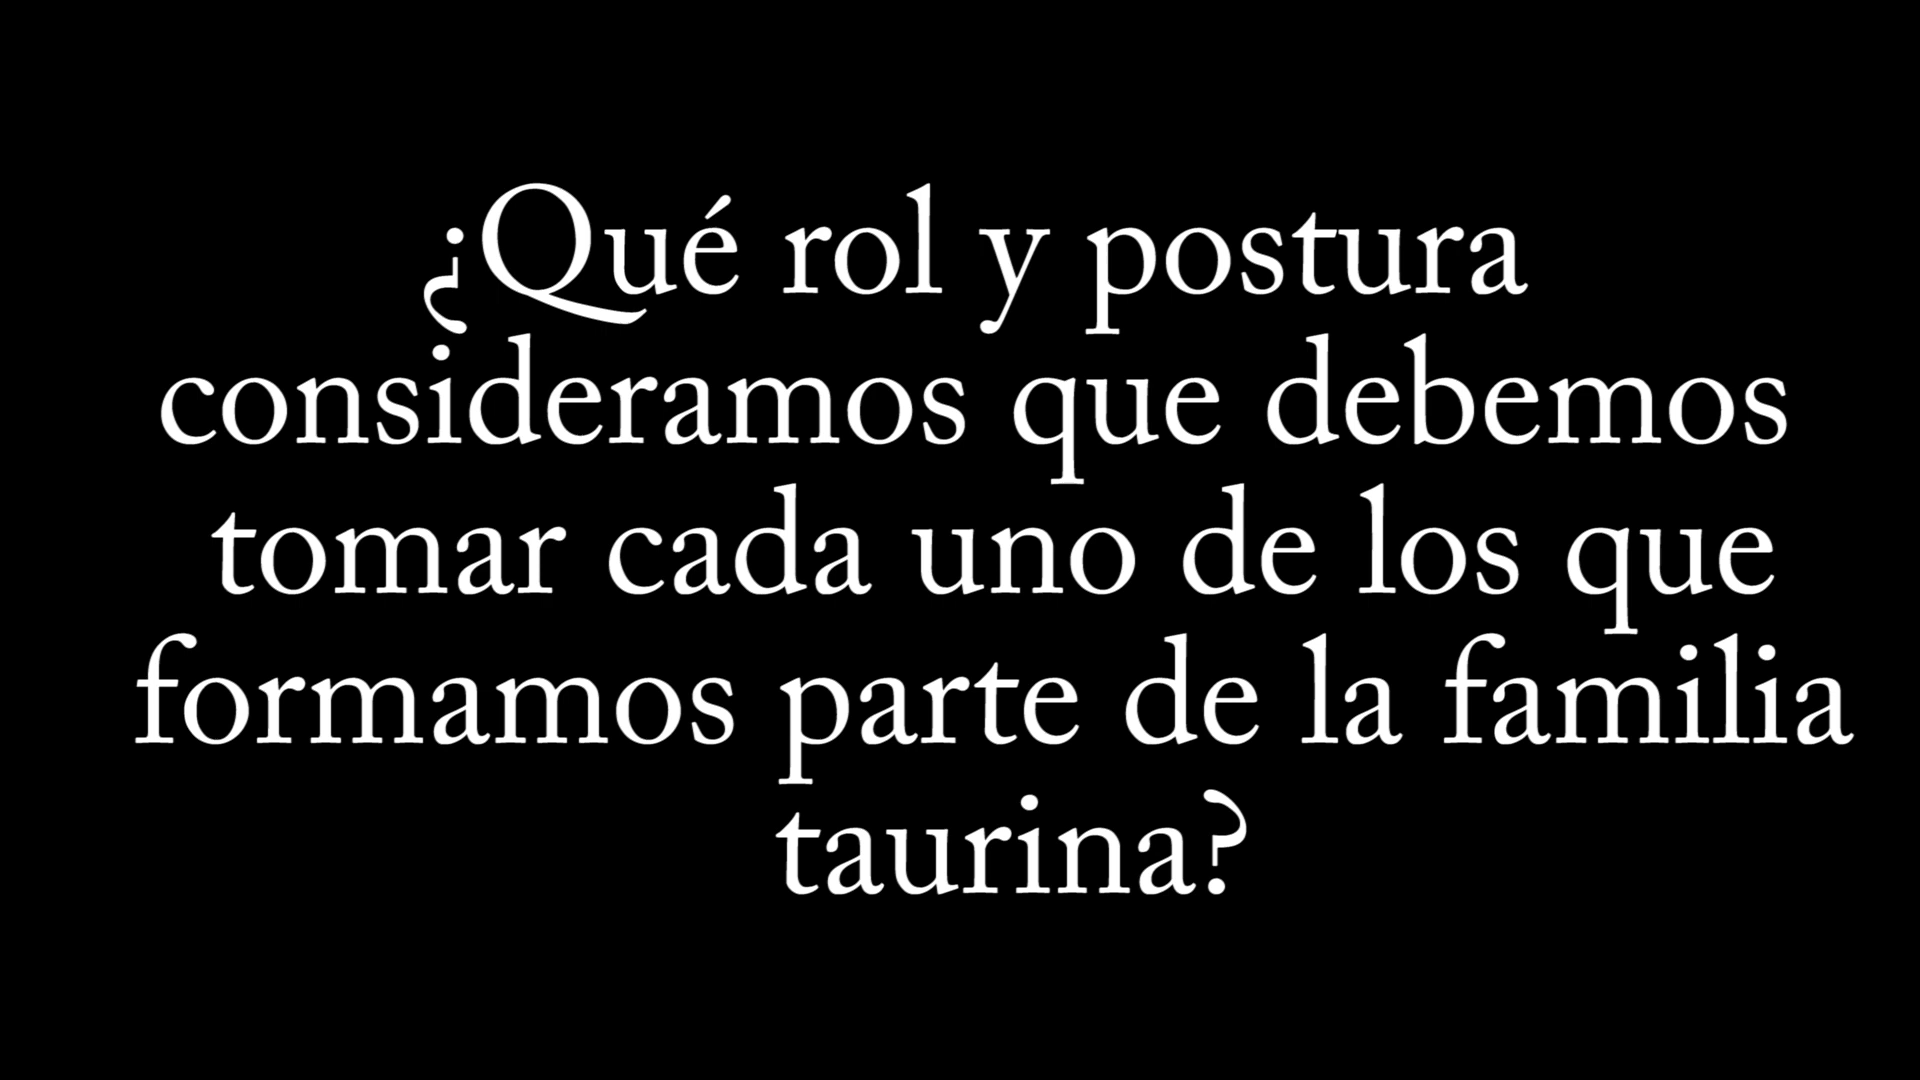 ¿Qué rol y postura
consideramos que debemos
tomar cada uno de los que
formamos parte de la familia
taurina?